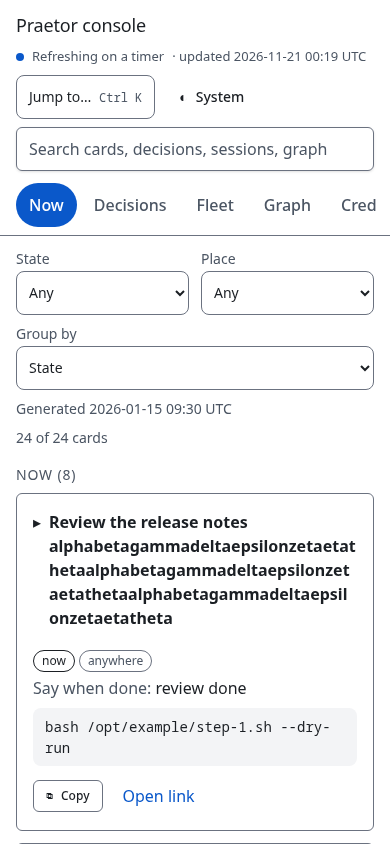 Praetor console
Refreshing on a timer · updated 2026-11-21 00:19 UTC
Jump to... Ctrl K System
Search cards, decisions, sessions, graph
Now Decisions Fleet Graph Cred
State Place
Any Any
Group by
State
Generated 2026-01-15 09:30 UTC
24 of 24 cards
NOW (8)
Review the release notes
alphabetagammadeltaepsilonzetaetat
hetaalphabetagammadeltaepsilonzet
aetathetaalphabetagammadeltaepsil
onzetaetatheta
now anywhere
Say when done: review done
bash /opt/example/step-1.sh --dry-
run
Copy Open link